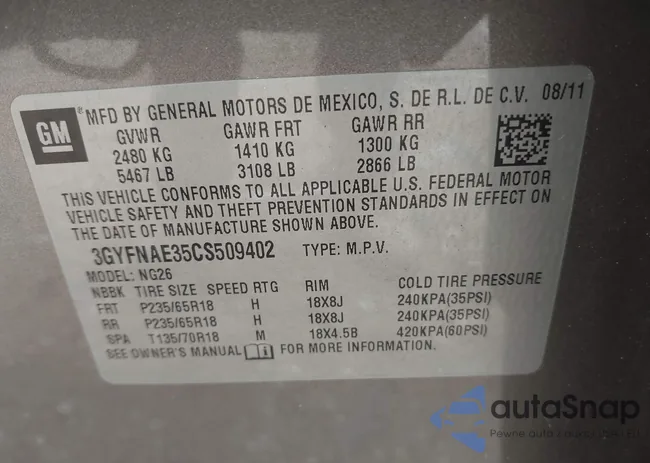 GM ® MFD BY GENERAL MOTORS DE MEXICO, S. DE R.L. DE C.V. 08/11
GVWR GAWR FRT GAWR RR
2480 KG 1410 KG 1300 KG
5467 LB 3108 LB 2866 LB
THIS VEHICLE CONFORMS TO ALL APPLICABLE U.S. FEDERAL MOTOR
VEHICLE SAFETY AND THEFT PREVENTION STANDARDS IN EFFECT ON
THE DATE OF MANUFACTURE SHOWN ABOVE.
3GYFNAE35CS509402 TYPE: M.P.V.
MODEL: NG26
NBBK TIRE SIZE SPEED RTG RIM COLD TIRE PRESSURE
FRT P235/65R18 H 18X8J 240KPA(35PSI)
RR P235/65R18 H 18X8J 240KPA(35PSI)
SPA T135/70R18 M 18X4.5B 420KPA(60PSI)
SEE OWNER'S MANUAL FOR MORE INFORMATION.
autoSnap
Pewne auta z